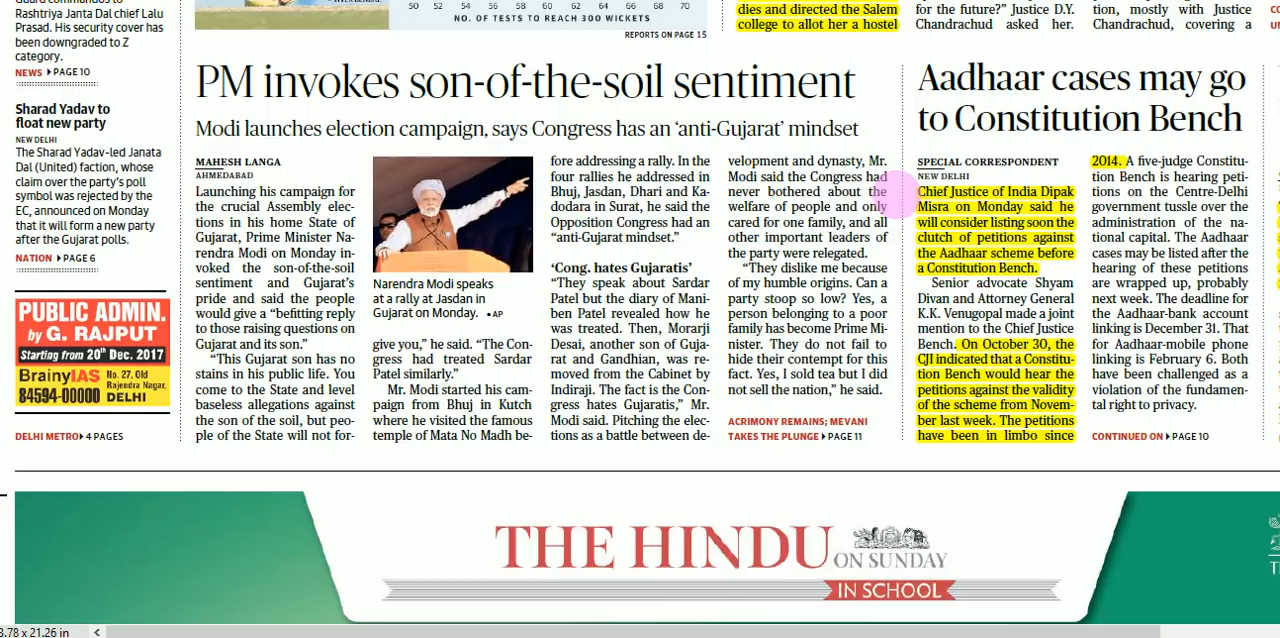 Guard commandos to
Rashtriya Janta Dal chief Lalu
Prasad. His security cover has
been downgraded to Z
category.
NEWS PAGE 10
Sharad Yadav to
float new party
NEW DELHI
The Sharad Yadav-led Janata
Dal (United) faction, whose
claim over the party's poll
symbol was rejected by the
EC, announced on Monday
that it will form a new party
after the Gujarat polls.
NATION PAGE 6
PUBLIC ADMIN.
by G. RAJPUT
Starting from 20th Dec. 2017
BrainyIAS No. 27, Old
Rajendra Nagar,
84594-00000 DELHI
DELHI METRO 4 PAGES
50 52 54 56 58 60 62 64 66 68 70
NO. OF TESTS TO REACH 300 WICKETS
REPORTS ON PAGE 15
dies and directed the Salem
college to allot her a hostel
for the future?” Justice D.Y.
Chandrachud asked her.
tion, mostly with Justice
Chandrachud, covering a
PM invokes son-of-the-soil sentiment
Modi launches election campaign, says Congress has an ‘anti-Gujarat’ mindset
MAHESH LANGA
AHMEDABAD
Launching his campaign for
the crucial Assembly elec-
tions in his home State of
Gujarat, Prime Minister Na-
rendra Modi on Monday in-
voked the son-of-the-soil
sentiment and Gujarat's
pride and said the people
would give a “befitting reply
to those raising questions on
Gujarat and its son.”
“This Gujarat son has no
stains in his public life. You
come to the State and level
baseless allegations against
the son of the soil, but peo-
ple of the State will not for-
Narendra Modi speaks
at a rally at Jasdan in
Gujarat on Monday. •AP
give you,” he said. “The Con-
gress had treated Sardar
Patel similarly.”
Mr. Modi started his cam-
paign from Bhuj in Kutch
where he visited the famous
temple of Mata No Madh be-
fore addressing a rally. In the
four rallies he addressed in
Bhuj, Jasdan, Dhari and Ka-
dodara in Surat, he said the
Opposition Congress had an
“anti-Gujarat mindset.”
‘Cong. hates Gujaratis’
“They speak about Sardar
Patel but the diary of Mani-
ben Patel revealed how he
was treated. Then, Morarji
Desai, another son of Guja-
rat and Gandhian, was re-
moved from the Cabinet by
Indiraji. The fact is the Con-
gress hates Gujaratis,” Mr.
Modi said. Pitching the elec-
tions as a battle between de-
velopment and dynasty, Mr.
Modi said the Congress had
never bothered about the
welfare of people and only
cared for one family, and all
other important leaders of
the party were relegated.
“They dislike me because
of my humble origins. Can a
party stoop so low? Yes, a
person belonging to a poor
family has become Prime Mi-
nister. They do not fail to
hide their contempt for this
fact. Yes, I sold tea but I did
not sell the nation,” he said.
ACRIMONY REMAINS; MEVANI
TAKES THE PLUNGE PAGE 11
Aadhaar cases may go
to Constitution Bench
SPECIAL CORRESPONDENT
NEW DELHI
Chief Justice of India Dipak
Misra on Monday said he
will consider listing soon the
clutch of petitions against
the Aadhaar scheme before
a Constitution Bench.
Senior advocate Shyam
Divan and Attorney General
K.K. Venugopal made a joint
mention to the Chief Justice
Bench. On October 30, the
CJI indicated that a Constitu-
tion Bench would hear the
petitions against the validity
of the scheme from Novem-
ber last week. The petitions
have been in limbo since
2014. A five-judge Constitu-
tion Bench is hearing peti-
tions on the Centre-Delhi
government tussle over the
administration of the na-
tional capital. The Aadhaar
cases may be listed after the
hearing of these petitions
are wrapped up, probably
next week. The deadline for
the Aadhaar-bank account
linking is December 31. That
for Aadhaar-mobile phone
linking is February 6. Both
have been challenged as a
violation of the fundamen-
tal right to privacy.
CONTINUED ON PAGE 10
THE HINDU
ON SUNDAY
IN SCHOOL
8.78 x 21.26 in